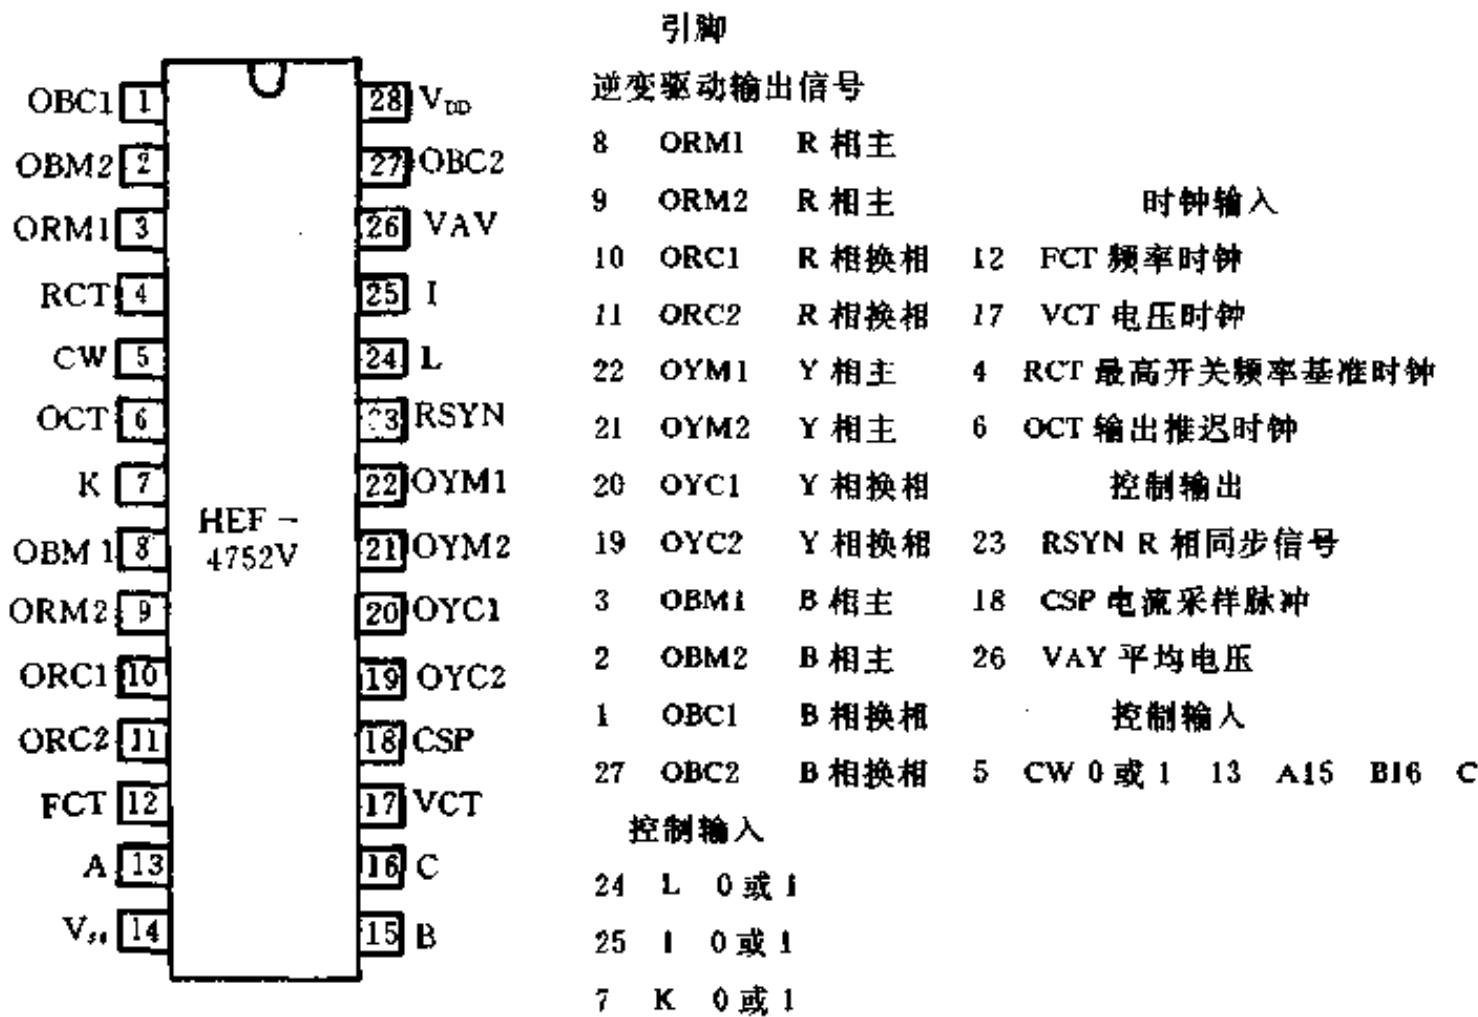 引脚
逆变驱动输出信号
8 ORM1 R 相主
9 ORM2 R 相主
10 ORC1 R 相换相
11 ORC2 R 相换相
22 OYM1 Y 相主
21 OYM2 Y 相主
20 OYC1 Y 相换相
19 OYC2 Y 相换相
3 OBM1 B 相主
2 OBM2 B 相主
1 OBC1 B 相换相
27 OBC2 B 相换相
控制输入
24 L 0 或 1
25 I 0 或 1
7 K 0 或 1
时钟输入
12 FCT 频率时钟
17 VCT 电压时钟
4 RCT 最高开关频率基准时钟
6 OCT 输出推迟时钟
控制输出
23 RSYN R 相同步信号
18 CSP 电流采样脉冲
26 VAY 平均电压
控制输入
5 CW 0 或 1 13 A15 B16 C
OBC1 1
OBM2 2
ORM1 3
RCT 4
CW 5
OCT 6
K 7
OBM 1 8
ORM2 9
ORC1 10
ORC2 11
FCT 12
A 13
14
HEF-
4752V
28 VDD
27 OBC2
26 VAV
25 I
24 L
RSYN
22 OYM1
21 OYM2
20 OYC1
19 OYC2
18 CSP
17 VCT
16 C
15 B